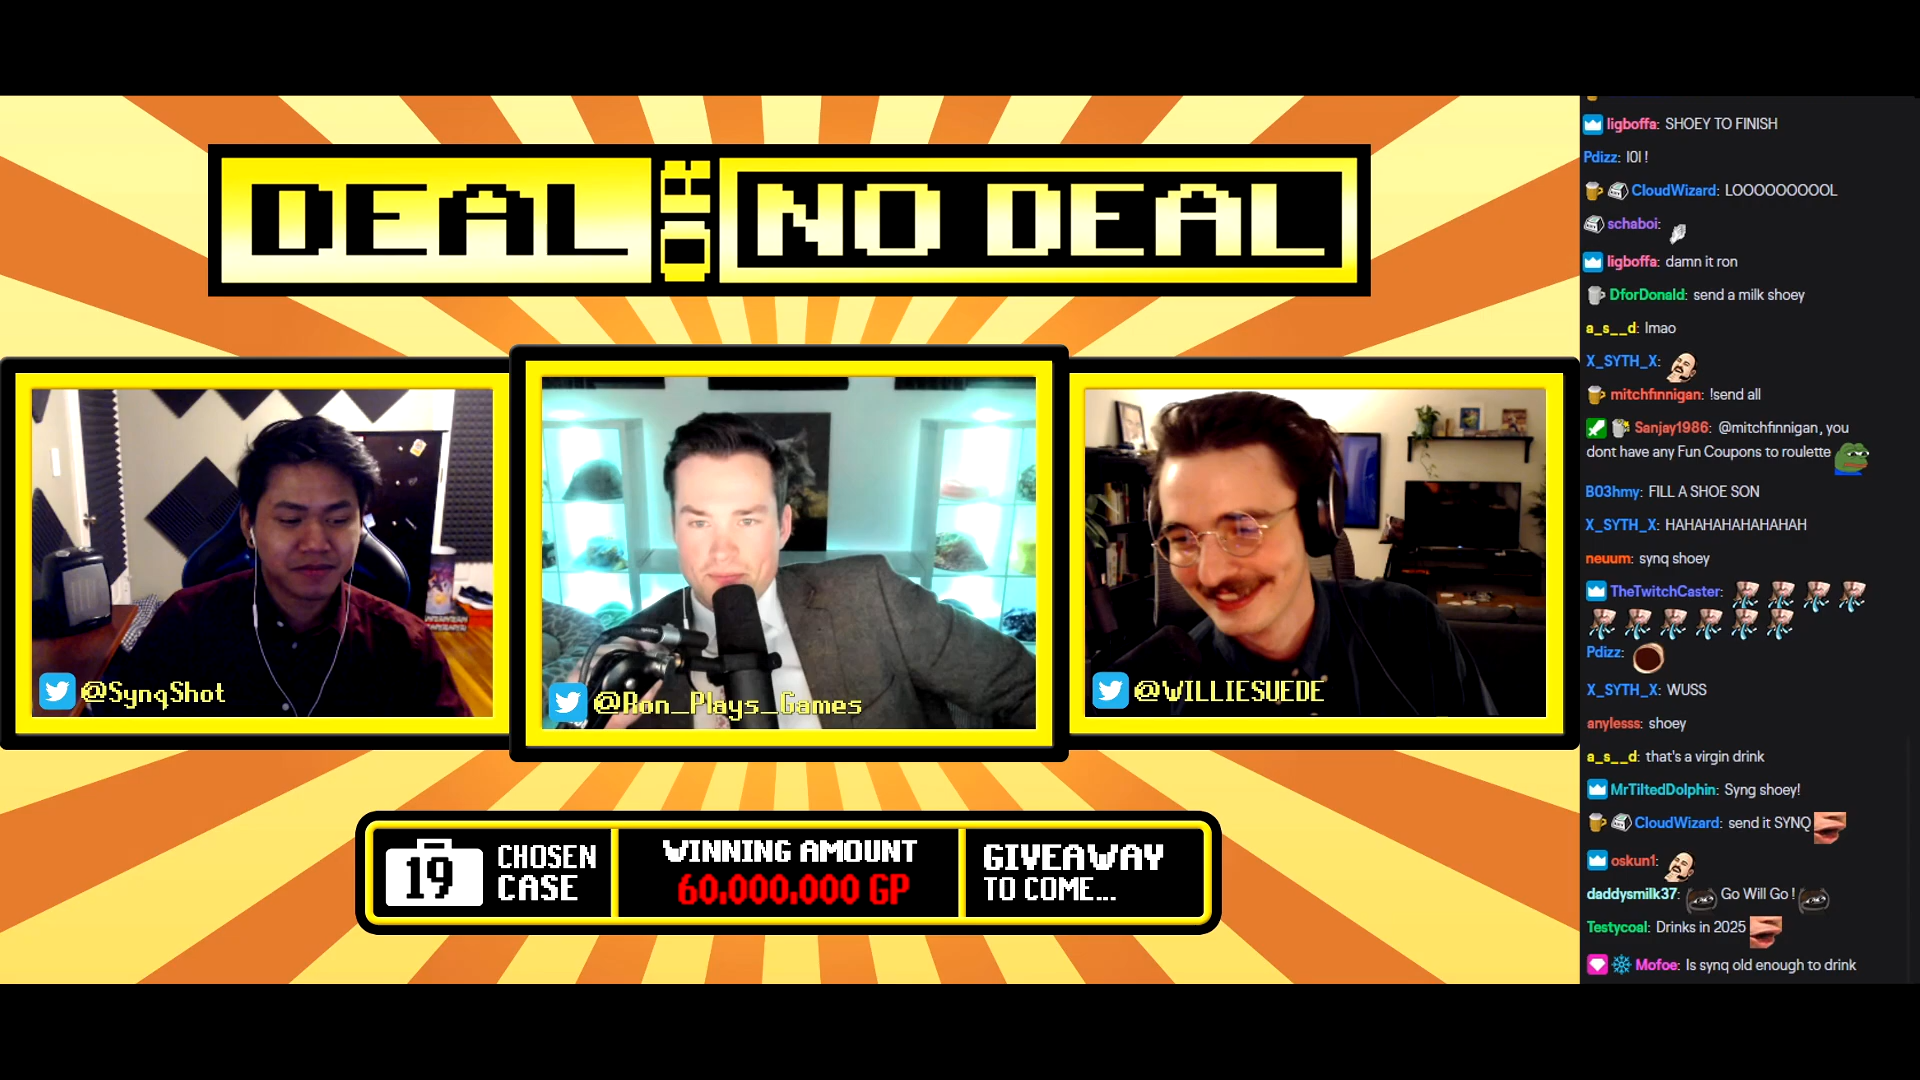 DEAL OR NO DEAL
@SynqShot
@Ron_Plays_Games
@WILLIESUEDE
19
CHOSEN
CASE
WINNING AMOUNT
60,000,000 GP
GIVEAWAY
TO COME...
ligboffa: SHOEY TO FINISH
Pdizz: lOl !
CloudWizard: LOOOOOOOOOL
schaboi:
ligboffa: damn it ron
DforDonald: send a milk shoey
a_s__d: lmao
X_SYTH_X:
mitchfinnigan: !send all
Sanjay1986: @mitchfinnigan, you
dont have any Fun Coupons to roulette
B03hmy: FILL A SHOE SON
X_SYTH_X: HAHAHAHAHAHAHAH
neuum: synq shoey
TheTwitchCaster:
Pdizz:
X_SYTH_X: WUSS
anylesss: shoey
a_s__d: that's a virgin drink
MrTiltedDolphin: Syng shoey!
CloudWizard: send it SYNQ
oskun1:
daddysmilk37: Go Will Go !
Testycoal: Drinks in 2025
Mofoe: Is synq old enough to drink